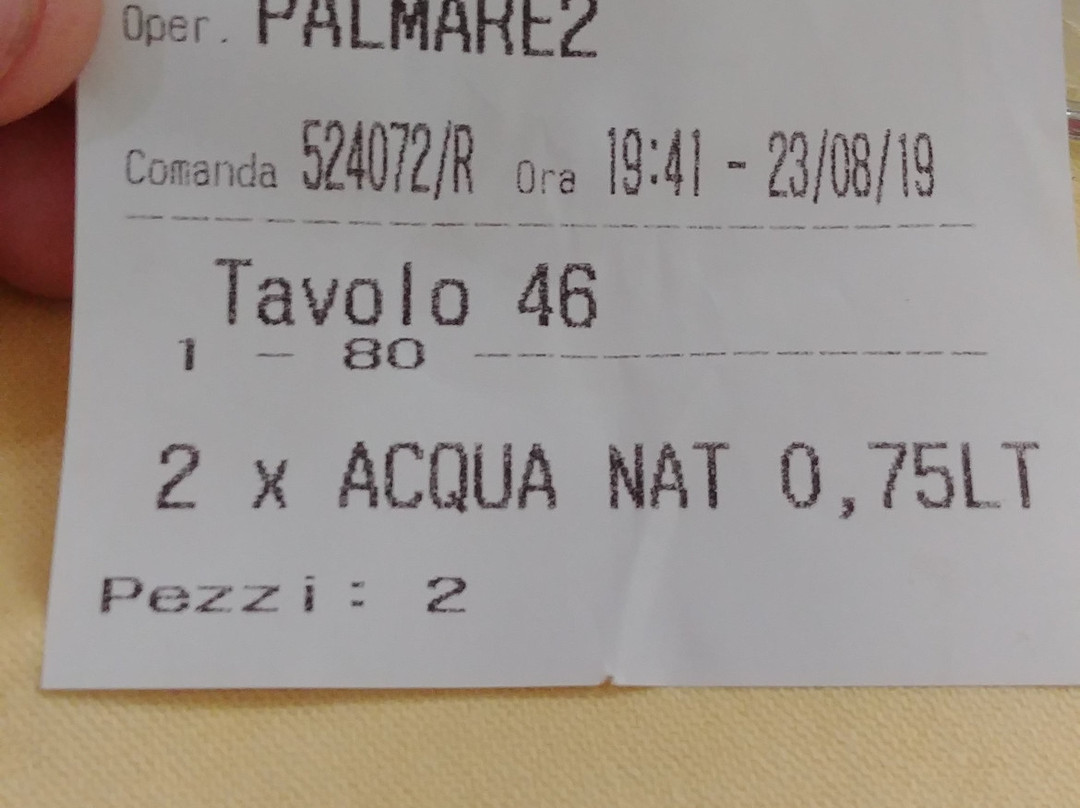 Oper. PALMARE2
Comanda 524072/R Ora 19:41 - 23/08/19
Tavolo 46
1 - 80
2 x ACQUA NAT 0,75LT
Pezzi: 2